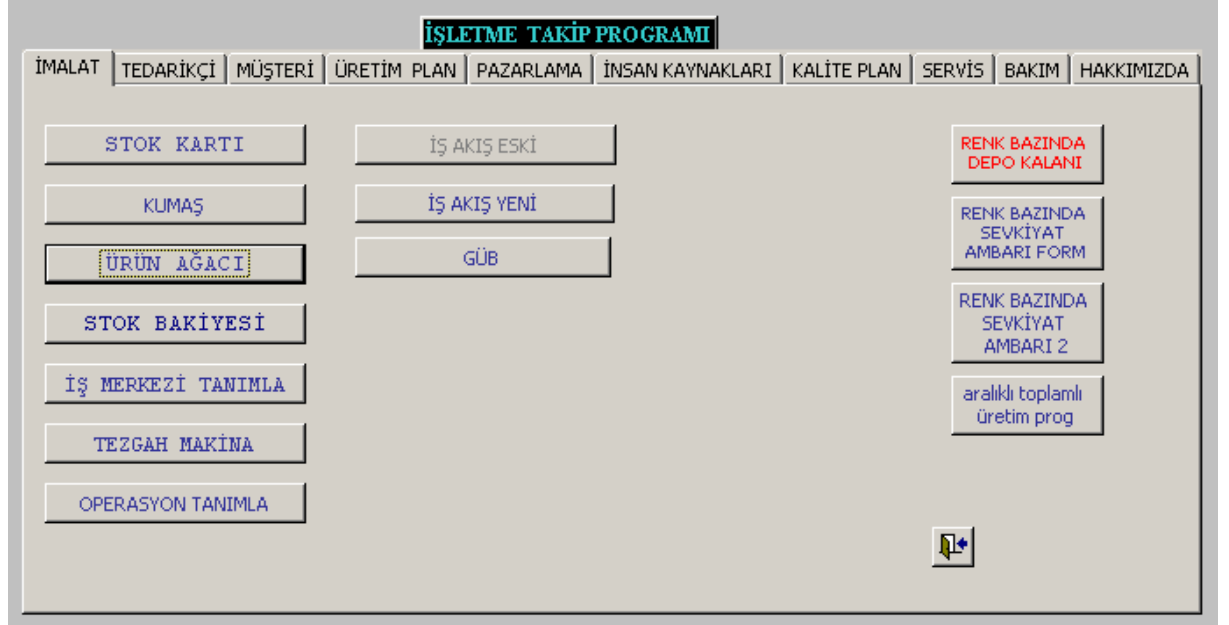 İŞLETME TAKİP PROGRAMI
İMALAT TEDARİKÇİ MÜŞTERİ ÜRETİM PLAN PAZARLAMA İNSAN KAYNAKLARI KALİTE PLAN SERVİS BAKIM HAKKIMIZDA
STOK KARTI
KUMAŞ
ÜRÜN AĞACI
STOK BAKİYESİ
İŞ MERKEZİ TANIMLA
TEZGAH MAKİNA
OPERASYON TANIMLA
İŞ AKIŞ ESKİ
İŞ AKIŞ YENİ
GÜB
RENK BAZINDA
DEPO KALANI
RENK BAZINDA
SEVKİYAT
AMBARI FORM
RENK BAZINDA
SEVKİYAT
AMBARI 2
aralıklı toplamlı
üretim prog